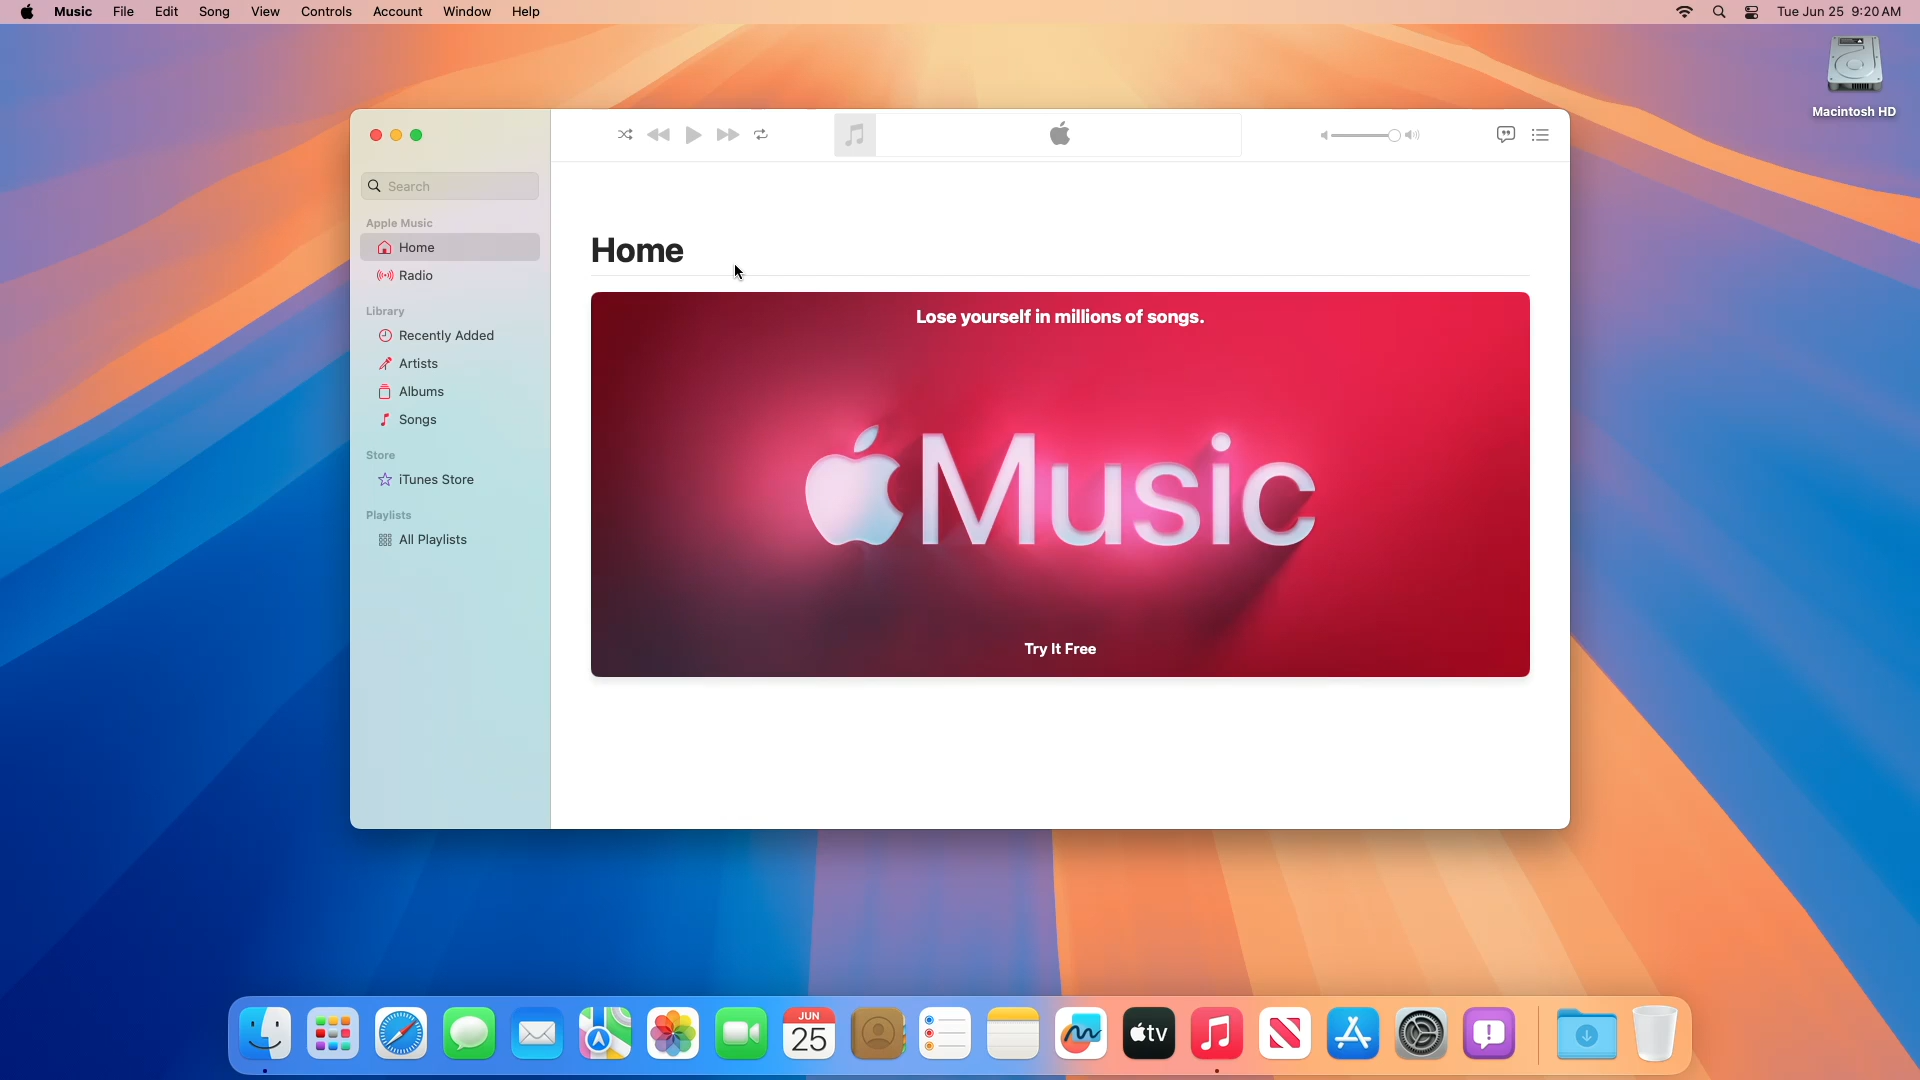 Music File Edit Song View Controls Account Window Help
Tue Jun 25 9:20 AM
Macintosh HD
Search
Apple Music
Home
Radio
Library
Recently Added
Artists
Albums
Songs
Store
iTunes Store
Playlists
All Playlists
Home
Lose yourself in millions of songs.
Music
Try It Free
JUN
25
tv